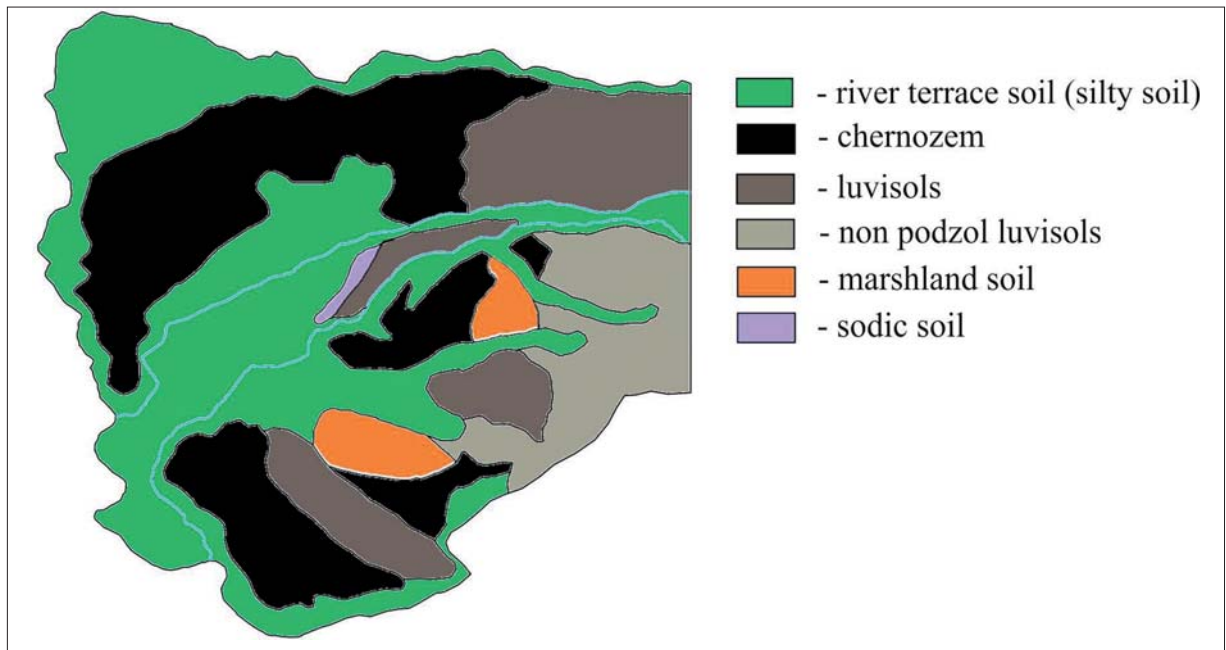 - river terrace soil (silty soil)
- chernozem
- luvisols
- non podzol luvisols
- marshland soil
- sodic soil